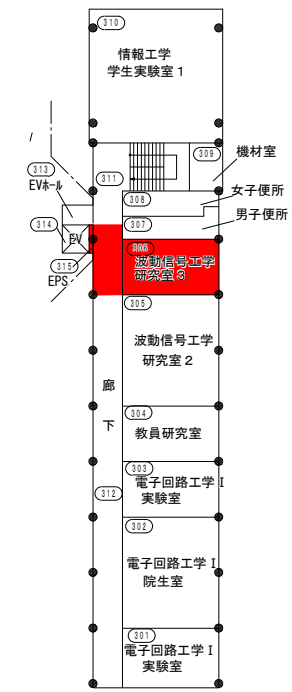 310
情報工学
学生実験室1
309
機材室
313
EVホール
311
308
女子便所
314
307
男子便所
EV
306
波動信号工学
研究室3
315
EPS
305
波動信号工学
研究室2
廊
下
304
教員研究室
303
電子回路工学Ⅰ
実験室
312
302
電子回路工学Ⅰ
院生室
301
電子回路工学Ⅰ
実験室